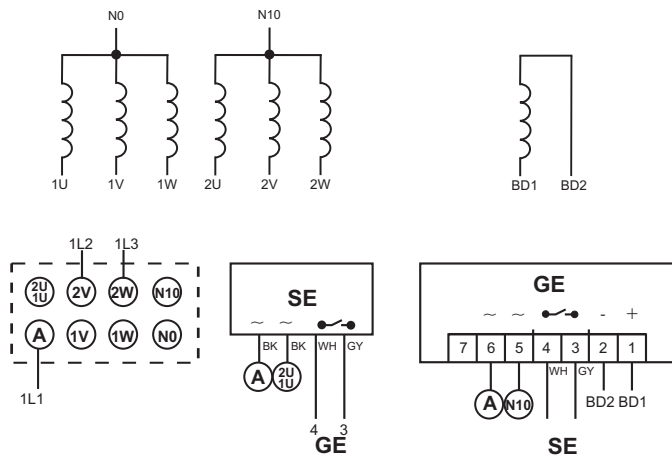 N0 N10
1U 1V 1W 2U 2V 2W BD1 BD2
1L2 1L3
2U 1U 2V 2W N10
A 1V 1W N0
1L1
SE
~ ~
BK BK WH GY
A 2U 1U
4 3
GE
GE
~ ~ - +
7 6 5 4 3 2 1
WH GY
A N10 BD2 BD1
SE